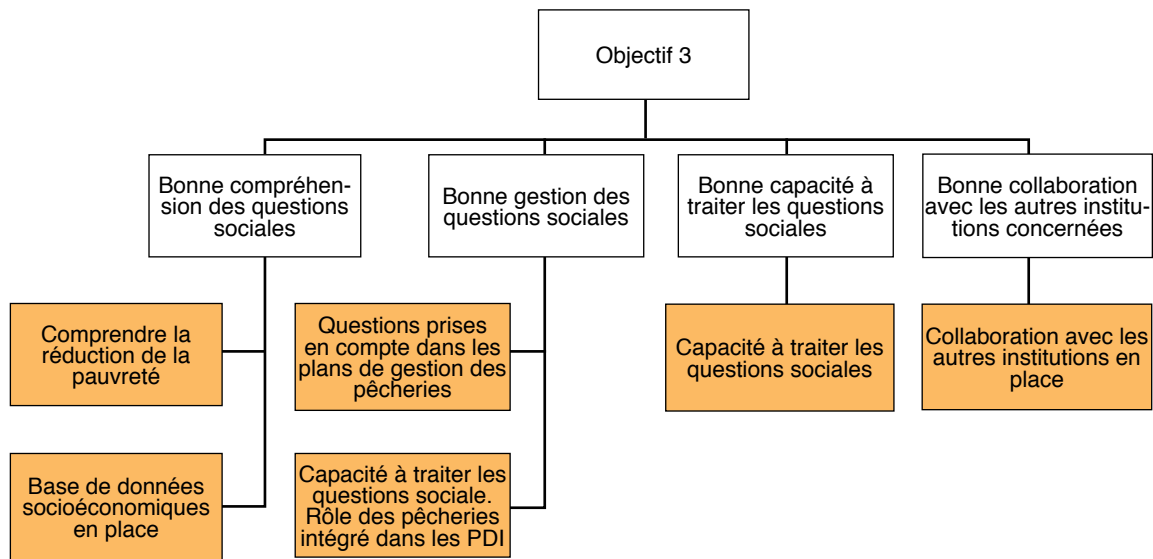 Objectif 3
Bonne compréhen-
sion des questions
sociales
Bonne gestion des
questions sociales
Bonne capacité à
traiter les questions
sociales
Bonne collaboration
avec les autres institu-
tions concernées
Comprendre la
réduction de la
pauvreté
Questions prises
en compte dans les
plans de gestion des
pêcheries
Capacité à traiter les
questions sociales
Collaboration avec les
autres institutions en
place
Base de données
socioéconomiques
en place
Capacité à traiter les
questions sociale.
Rôle des pêcheries
intégré dans les PDI